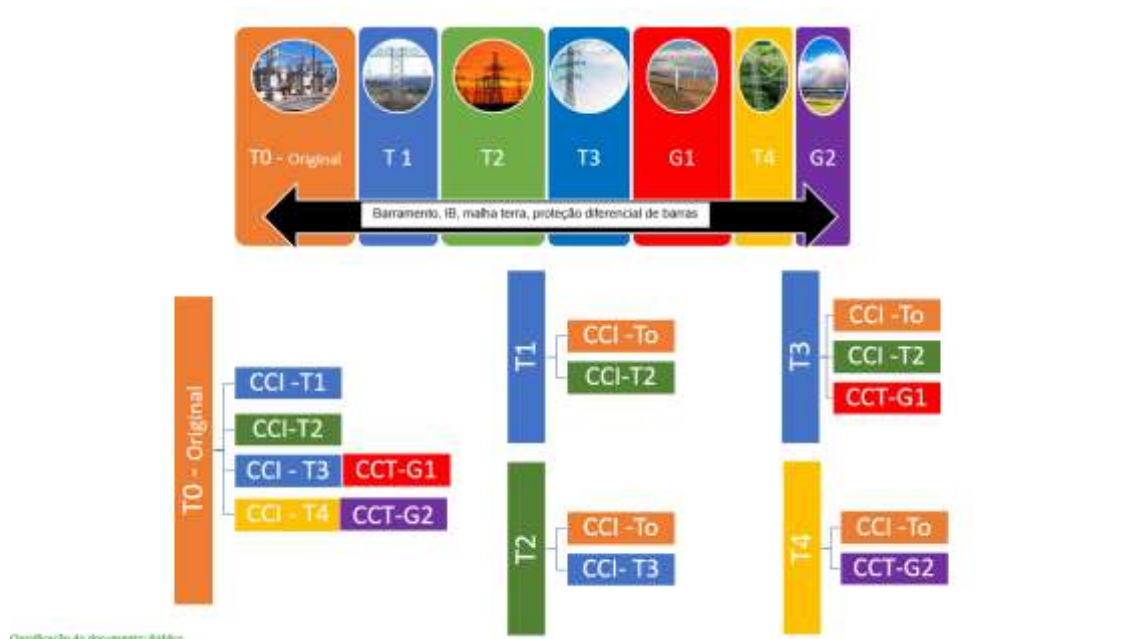 T0 - Original
T 1
T2
T3
G1
T4
G2
Barramento, IB, malha terra, proteção diferencial de barras
T0 - Original
CCI -T1
CCI-T2
CCI - T3
CCT-G1
CCI - T4
CCT-G2
T1
CCI -To
CCI-T2
T3
CCI -To
CCI -T2
CCT-G1
T2
CCI -To
CCI- T3
T4
CCI -To
CCT-G2